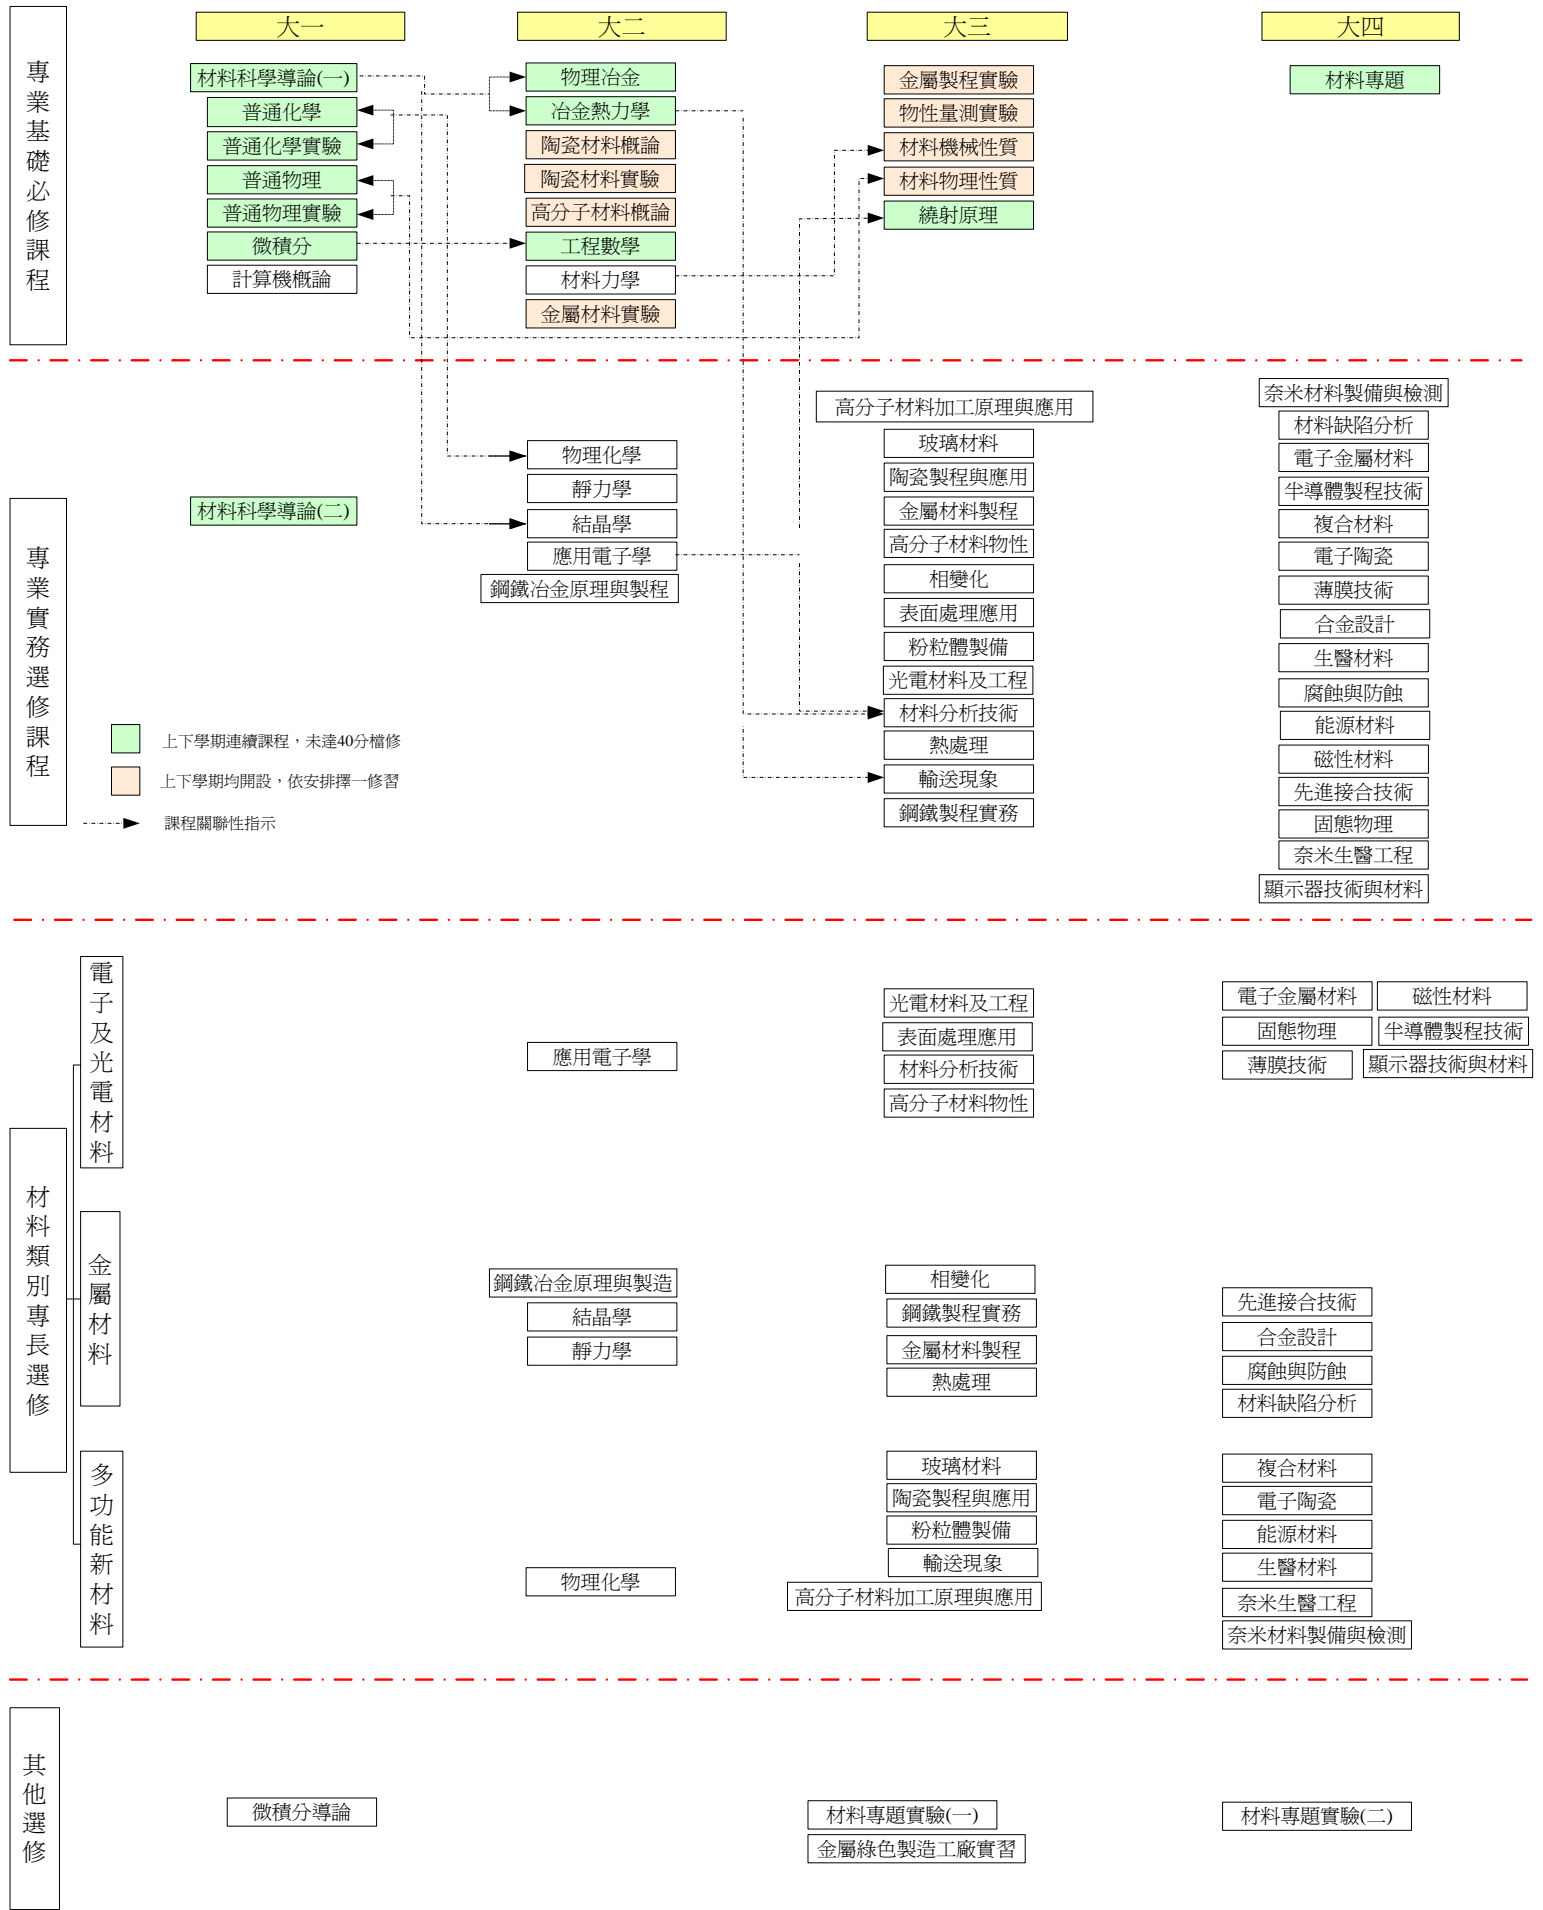 大一
大二
大三
大四
專業基礎必修課程
材料科學導論(一)
普通化學
普通化學實驗
普通物理
普通物理實驗
微積分
計算機概論
物理冶金
冶金熱力學
陶瓷材料概論
陶瓷材料實驗
高分子材料概論
工程數學
材料力學
金屬材料實驗
金屬製程實驗
物性量測實驗
材料機械性質
材料物理性質
繞射原理
材料專題
專業實務選修課程
材料科學導論(二)
物理化學
靜力學
結晶學
應用電子學
鋼鐵冶金原理與製程
高分子材料加工原理與應用
玻璃材料
陶瓷製程與應用
金屬材料製程
高分子材料物性
相變化
表面處理應用
粉粒體製備
光電材料及工程
材料分析技術
熱處理
輸送現象
鋼鐵製程實務
奈米材料製備與檢測
材料缺陷分析
電子金屬材料
半導體製程技術
複合材料
電子陶瓷
薄膜技術
合金設計
生醫材料
腐蝕與防蝕
能源材料
磁性材料
先進接合技術
固態物理
奈米生醫工程
顯示器技術與材料
上下學期連續課程，未達40分檔修
上下學期均開設，依安排擇一修習
課程關聯性指示
材料類別專長選修
電子及光電材料
應用電子學
光電材料及工程
表面處理應用
材料分析技術
高分子材料物性
電子金屬材料
磁性材料
固態物理
半導體製程技術
薄膜技術
顯示器技術與材料
金屬材料
鋼鐵冶金原理與製造
結晶學
靜力學
相變化
鋼鐵製程實務
金屬材料製程
熱處理
先進接合技術
合金設計
腐蝕與防蝕
材料缺陷分析
多功能新材料
物理化學
玻璃材料
陶瓷製程與應用
粉粒體製備
輸送現象
高分子材料加工原理與應用
複合材料
電子陶瓷
能源材料
生醫材料
奈米生醫工程
奈米材料製備與檢測
其他選修
微積分導論
材料專題實驗(一)
金屬綠色製造工廠實習
材料專題實驗(二)